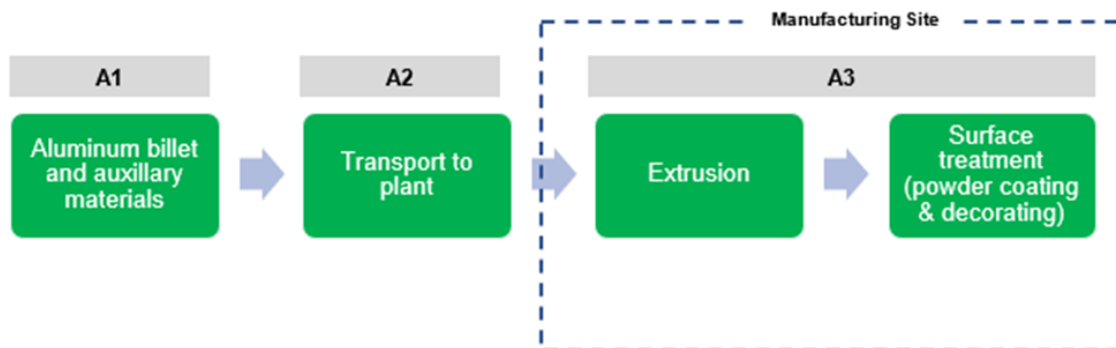 Manufacturing Site
A1
A2
A3
Aluminum billet
and auxillary
materials
Transport to
plant
Extrusion
Surface
treatment
(powder coating
& decorating)